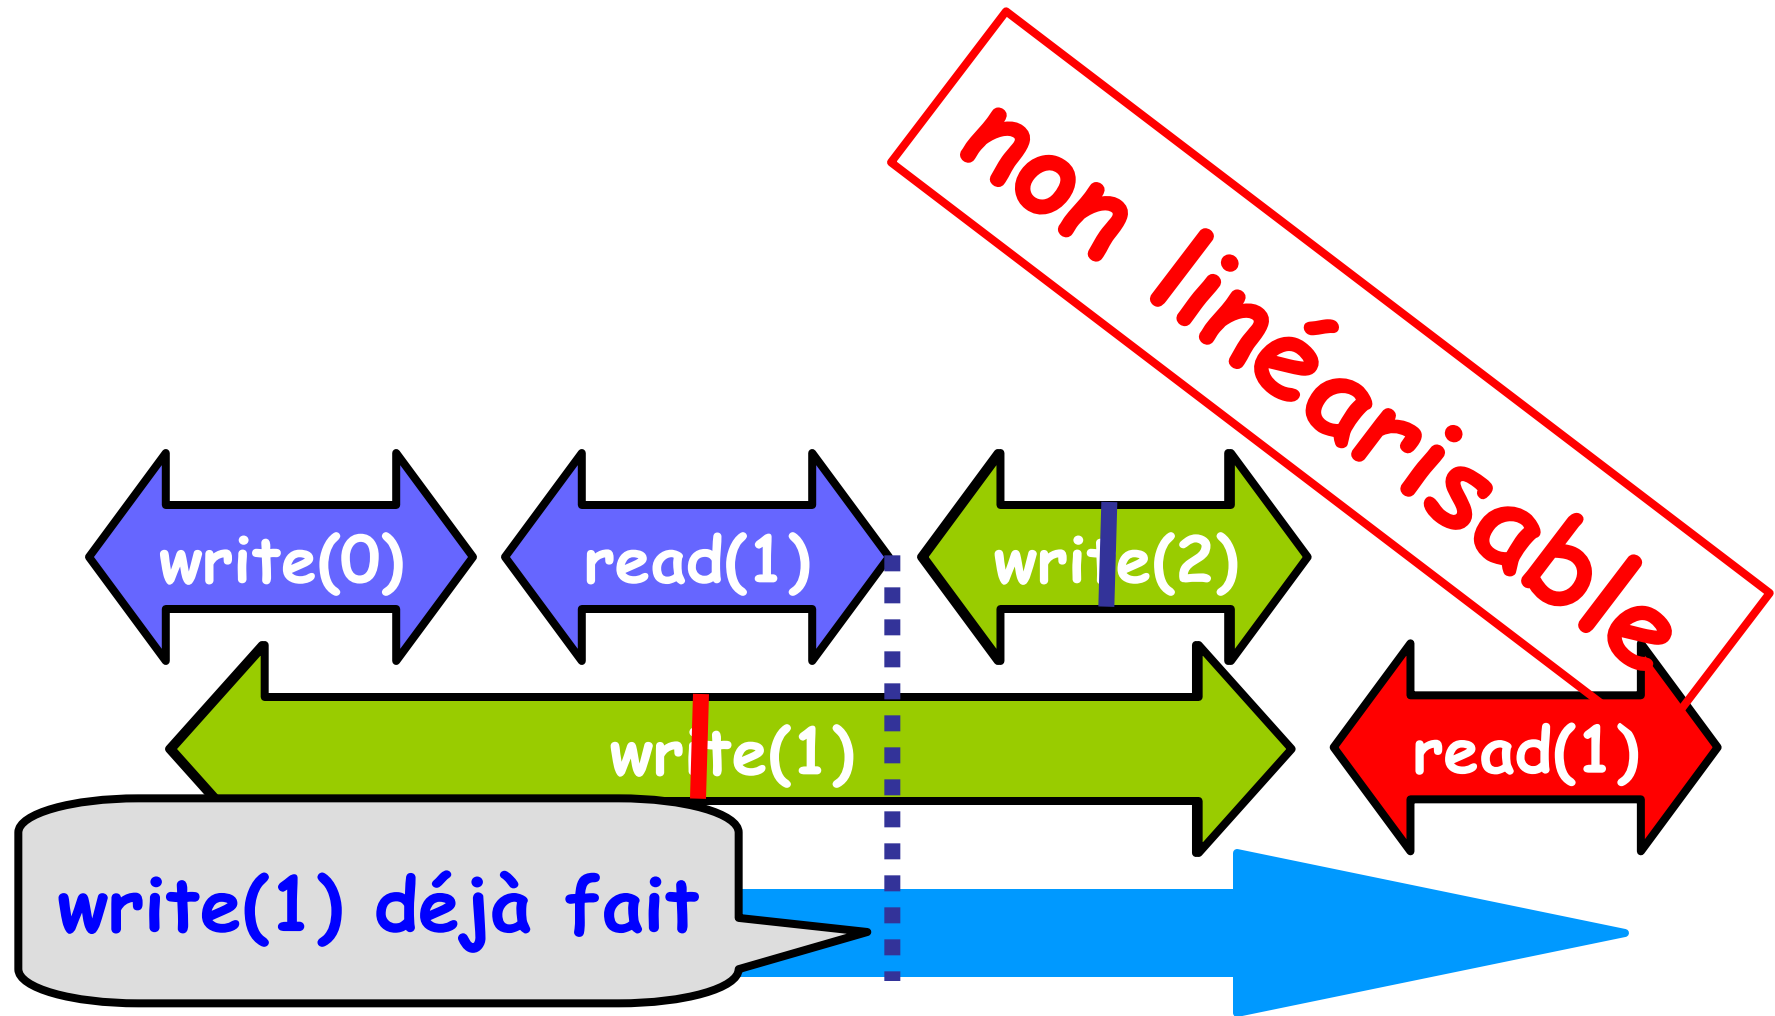 non linéarisable
write(0)
read(1)
write(2)
write(1)
read(1)
write(1) déjà fait